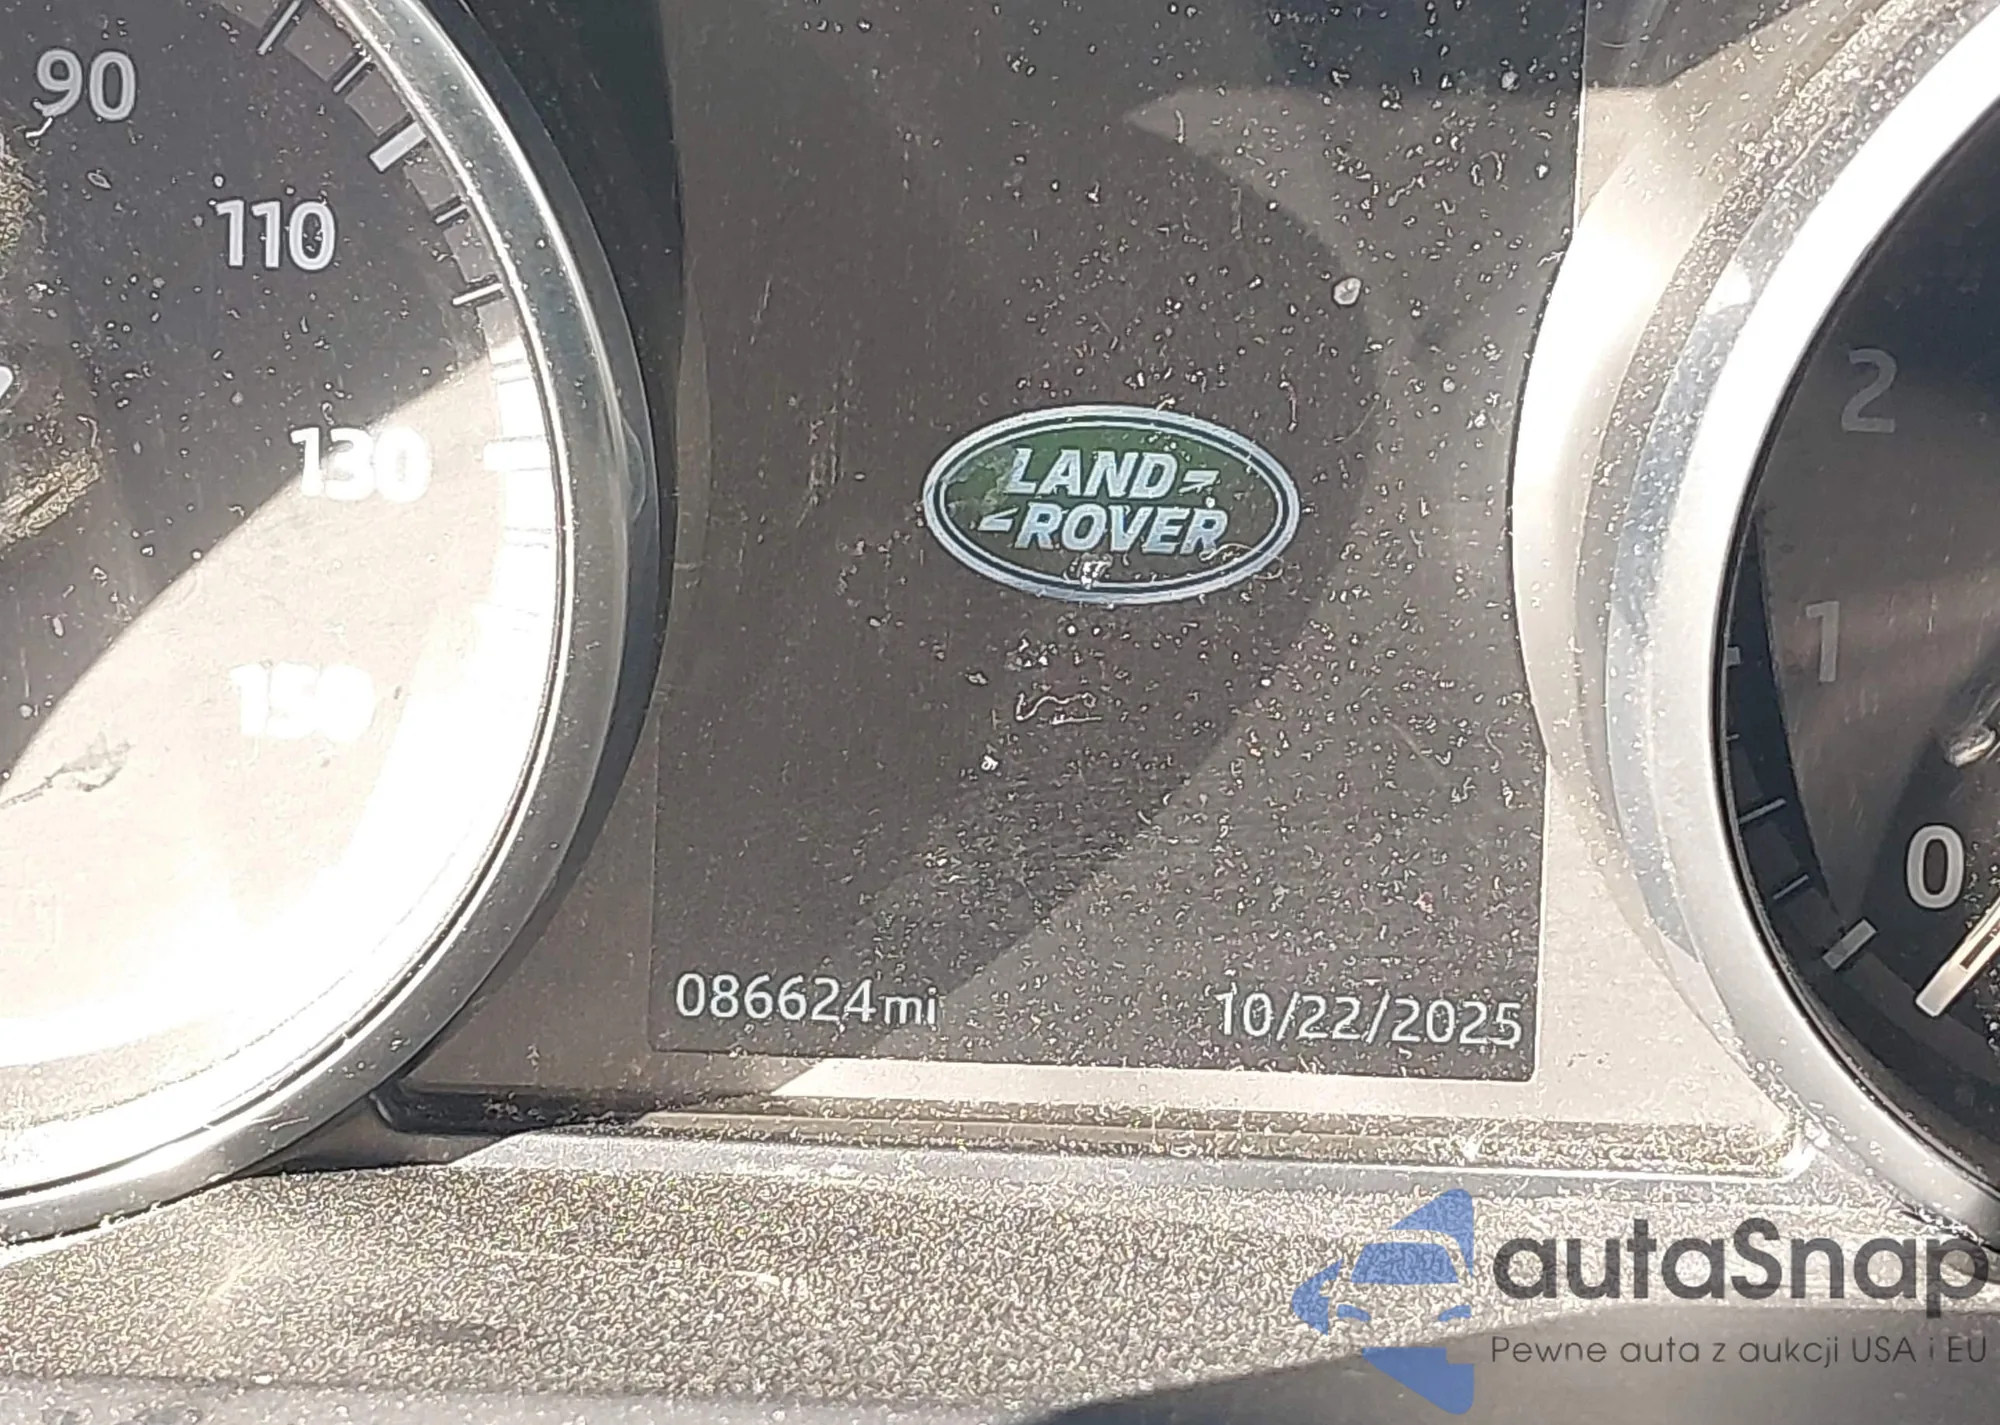 90
110
130
150
LAND
ROVER
2
1
0
086624mi
10/22/2025
autaSnap
Pewne auta z aukcji USA i EU